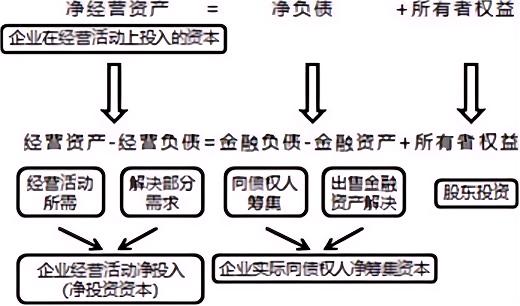 净经营资产 = 净负债 +所有者权益
企业在经营活动上投入的资本
经营资产-经营负债=金融负债-金融资产+所有者权益
经营活动
所需
解决部分
需求
向债权人
筹集
出售金融
资产解决
股东投资
企业经营活动净投入
(净投资资本)
企业实际向债权人净筹集资本